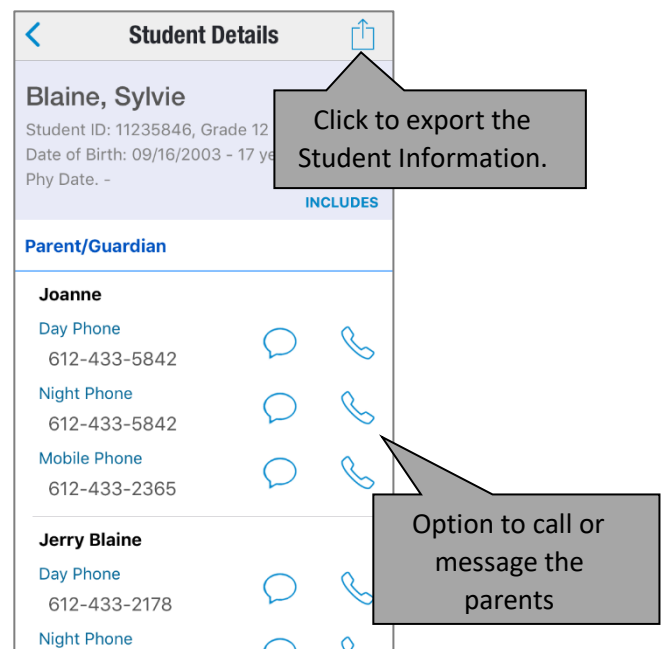 Student Details
Blaine, Sylvie
Student ID: 11235846, Grade 12
Date of Birth: 09/16/2003 - 17
Phy Date. -
INCLUDES
Click to export the
Student Information.
Parent/Guardian
Joanne
Day Phone
612-433-5842
Night Phone
612-433-5842
Mobile Phone
612-433-2365
Option to call or
message the
parents
Jerry Blaine
Day Phone
612-433-2178
Night Phone